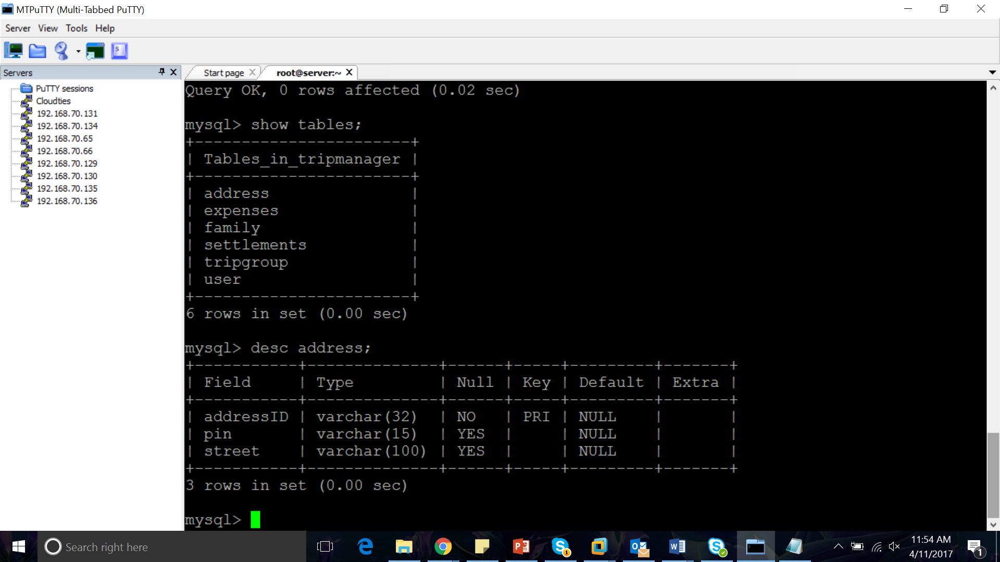 MTPuTTY (Multi-Tabbed PuTTY)
Server View Tools Help
Servers
PuTTY sessions
Cloudties
192.168.70.131
192.168.70.134
192.168.70.65
192.168.70.66
192.168.70.129
192.168.70.130
192.168.70.135
192.168.70.136
Start page root@server:~
Query OK, 0 rows affected (0.02 sec)
mysql> show tables;
+-----------------------+
| Tables_in_tripmanager |
+-----------------------+
| address               |
| expenses              |
| family                |
| settlements           |
| tripgroup             |
| user                  |
+-----------------------+
6 rows in set (0.00 sec)
mysql> desc address;
+-----------+--------------+------+-----+---------+-------+
| Field     | Type         | Null | Key | Default | Extra |
+-----------+--------------+------+-----+---------+-------+
| addressID | varchar(32)  | NO   | PRI | NULL    |       |
| pin       | varchar(15)  | YES  |     | NULL    |       |
| street    | varchar(100) | YES  |     | NULL    |       |
+-----------+--------------+------+-----+---------+-------+
3 rows in set (0.00 sec)
mysql>
Search right here
11:54 AM
4/11/2017
1